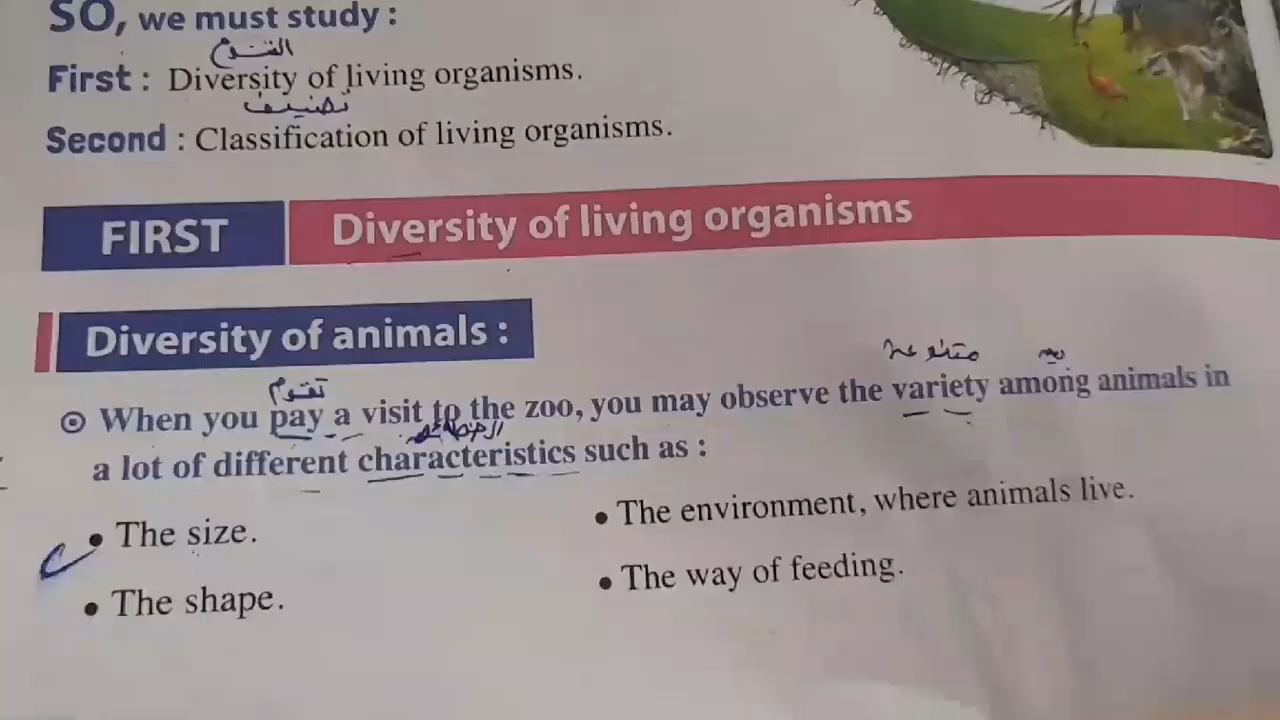 SO, we must study :
التنوع
First : Diversity of living organisms.
تصنيف
Second : Classification of living organisms.
FIRST Diversity of living organisms
Diversity of animals :
تقوم متنوعة بين
When you pay a visit to the zoo, you may observe the variety among animals in
الخصائص
a lot of different characteristics such as :
• The size.
• The environment, where animals live.
• The shape.
• The way of feeding.